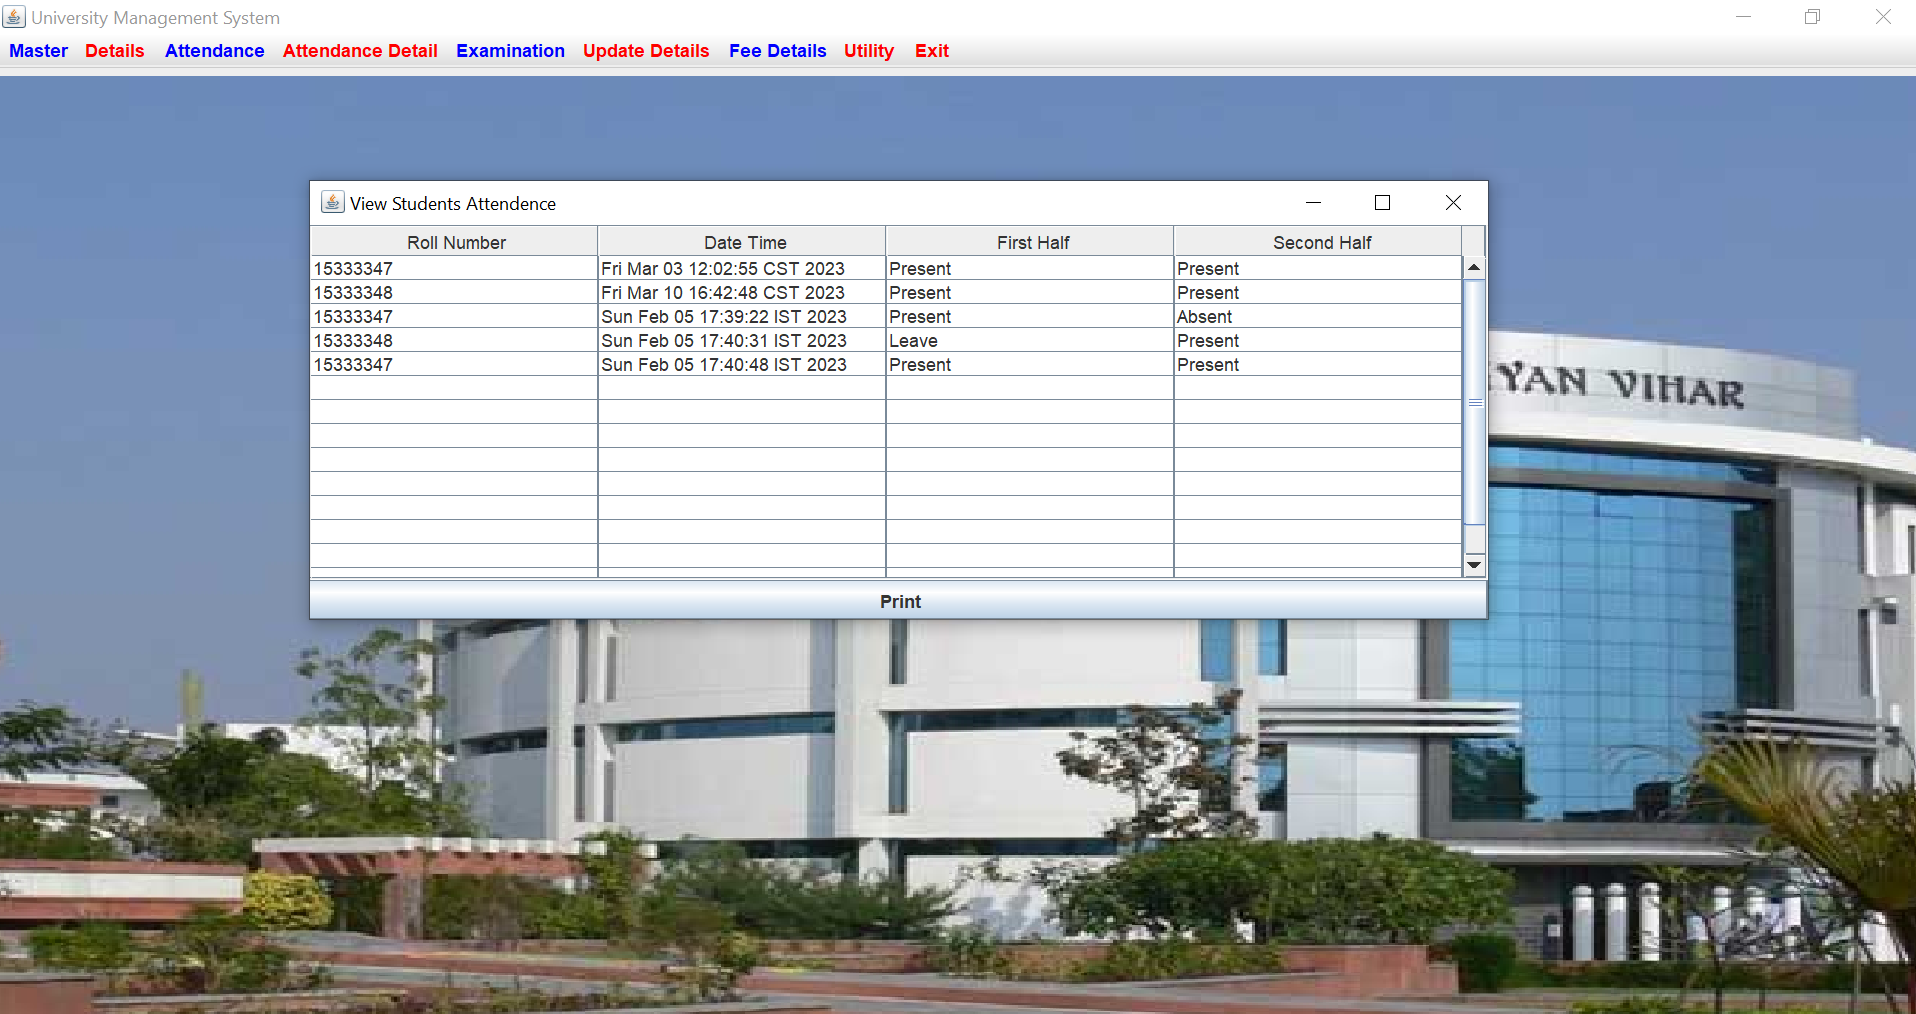 University Management System
Master Details Attendance Attendance Detail Examination Update Details Fee Details Utility Exit
View Students Attendence
Roll Number Date Time First Half Second Half
15333347 Fri Mar 03 12:02:55 CST 2023 Present Present
15333348 Fri Mar 10 16:42:48 CST 2023 Present Present
15333347 Sun Feb 05 17:39:22 IST 2023 Present Absent
15333348 Sun Feb 05 17:40:31 IST 2023 Leave Present
15333347 Sun Feb 05 17:40:48 IST 2023 Present Present
YAN VIHAR
Print